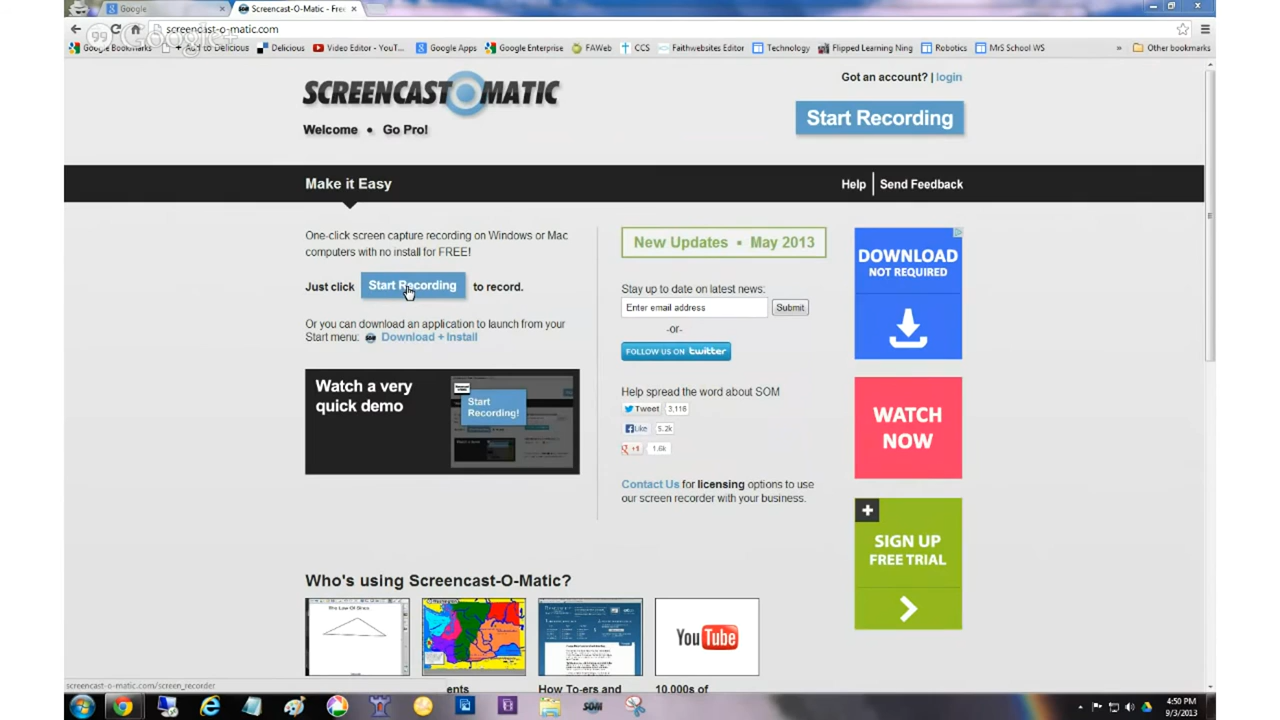 Google
Screencast-O-Matic - Free
screencast-o-matic.com
Google+
Google Bookmarks
Add to Delicious
Delicious
Video Editor - YouT...
Google Apps
Google Enterprise
FAWeb
CCS
Faithwebsites Editor
Technology
Flipped Learning Ning
Robotics
MrS School WS
»
Other bookmarks
SCREENCAST O MATIC
Got an account? | login
Start Recording
Welcome • Go Pro!
Make it Easy
Help | Send Feedback
One-click screen capture recording on Windows or Mac
computers with no install for FREE!
Just click Start Recording to record.
Or you can download an application to launch from your
Start menu: Download + Install
Watch a very
quick demo
Start
Recording!
New Updates • May 2013
Stay up to date on latest news:
Enter email address Submit
-or-
FOLLOW US ON twitter
Help spread the word about SOM
Tweet 3,118
Like 5.2k
+1 1.6k
Contact Us for licensing options to use
our screen recorder with your business.
DOWNLOAD
NOT REQUIRED
WATCH
NOW
SIGN UP
FREE TRIAL
Who's using Screencast-O-Matic?
The Law Of Sines
You Tube
ents
How To-ers and
10,000s of
screencast-o-matic.com/screen_recorder
SOM
4:50 PM
9/3/2013